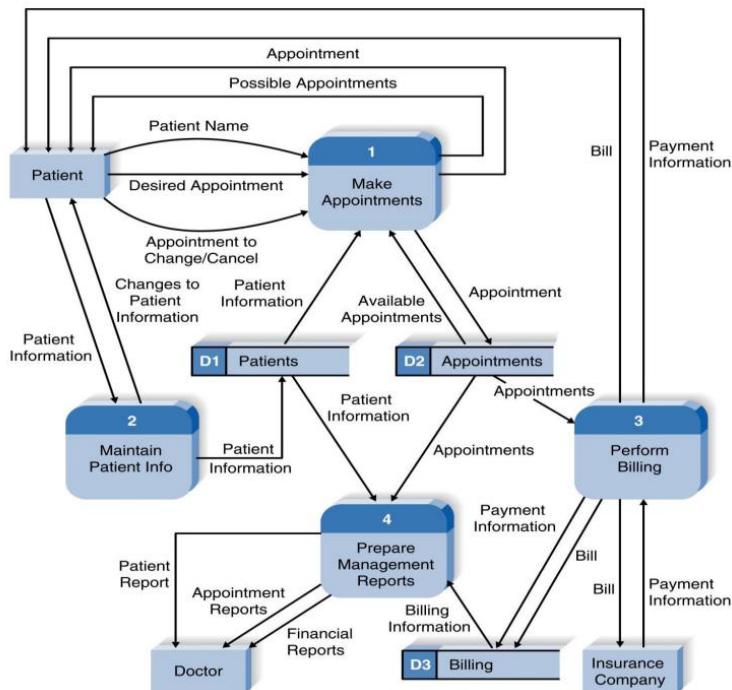 Appointment
Possible Appointments
Patient Name
1
Bill
Payment
Information
Patient
Desired Appointment
Make
Appointments
Appointment to
Change/Cancel
Changes to
Patient
Information
Patient
Information
Available
Appointments
Appointment
Patient
Information
D1
Patients
D2
Appointments
Appointments
2
Maintain
Patient Info
Patient
Information
Patient
Information
Appointments
3
Perform
Billing
4
Prepare
Management
Reports
Payment
Information
Bill
Patient
Report
Appointment
Reports
Financial
Reports
Billing
Information
Bill
Payment
Information
Doctor
D3
Billing
Insurance
Company